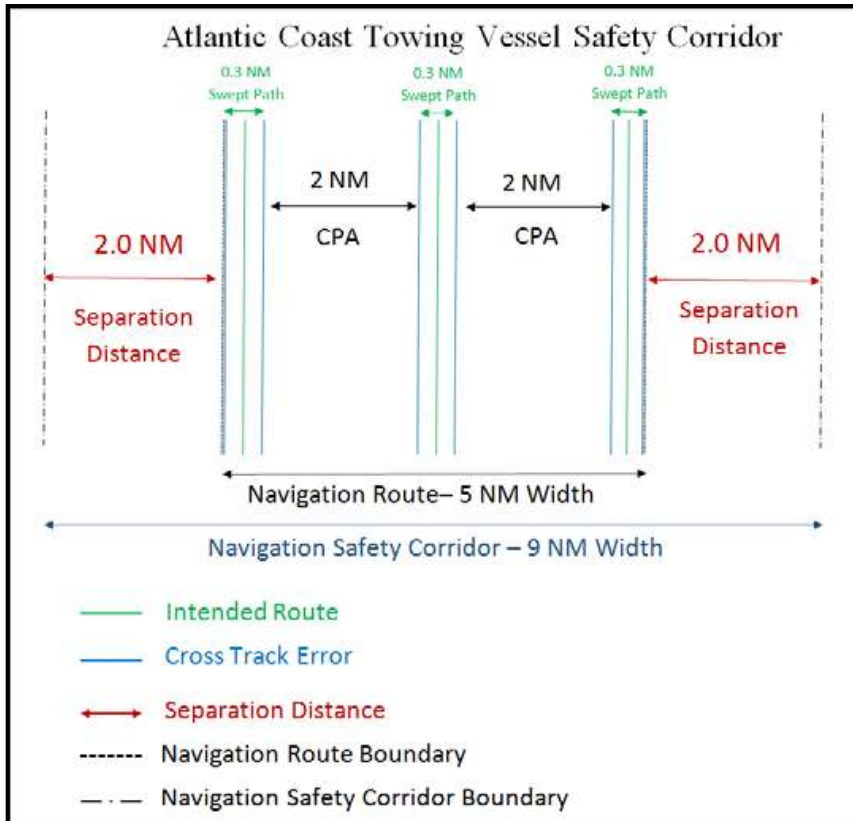 Atlantic Coast Towing Vessel Safety Corridor
0.3 NM
Swept Path
0.3 NM
Swept Path
0.3 NM
Swept Path
2 NM
CPA
2 NM
CPA
2.0 NM
Separation
Distance
2.0 NM
Separation
Distance
Navigation Route– 5 NM Width
Navigation Safety Corridor – 9 NM Width
Intended Route
Cross Track Error
Separation Distance
Navigation Route Boundary
Navigation Safety Corridor Boundary